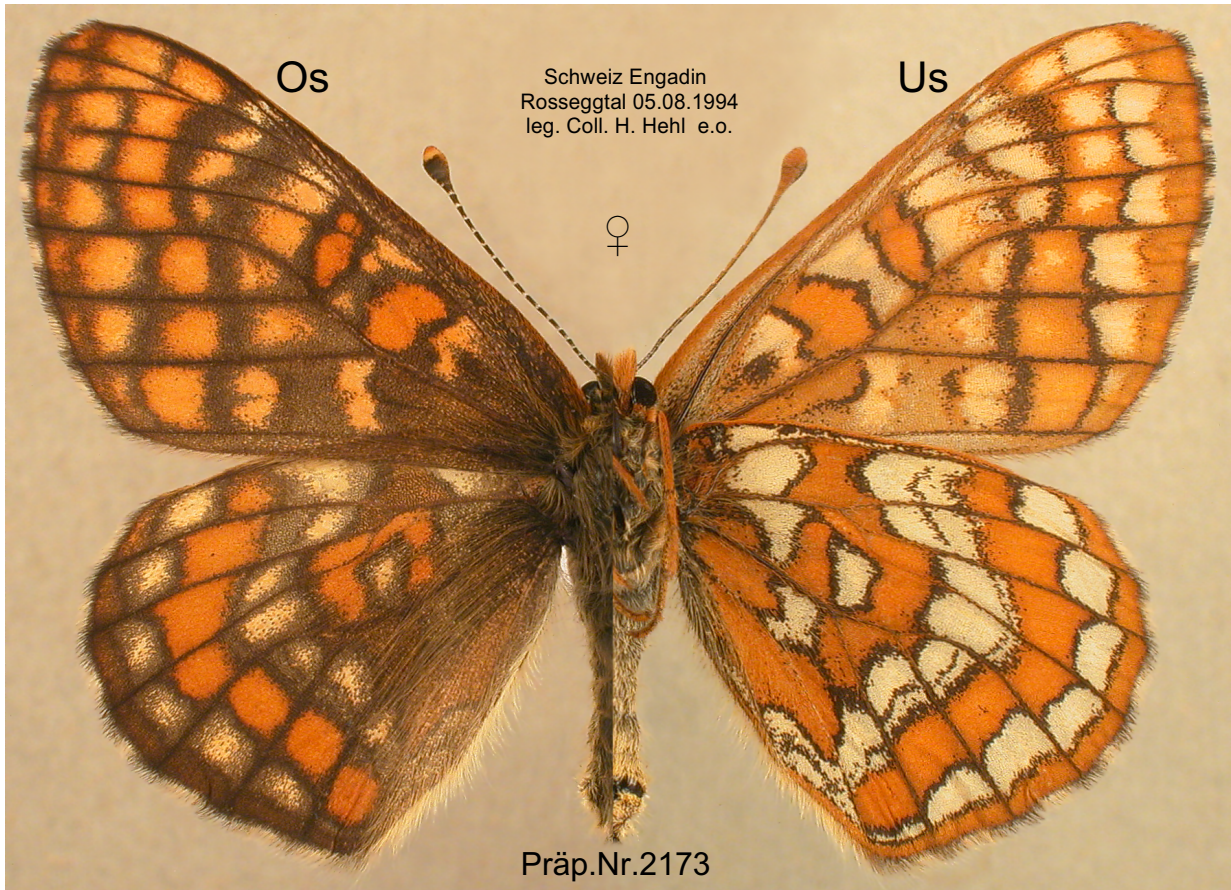 Os
Schweiz Engadin
Rosseggtal 05.08.1994
leg. Coll. H. Hehl e.o.
Us
♀
Präp.Nr.2173